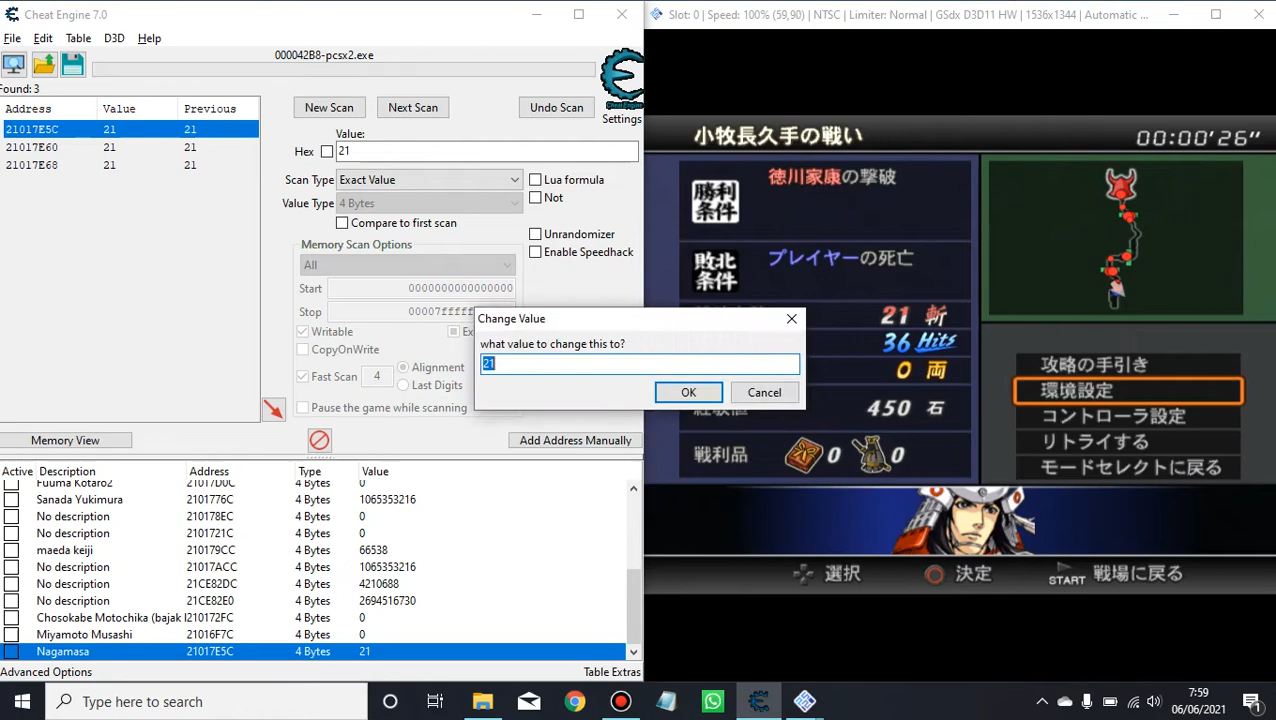 Cheat Engine 7.0
File Edit Table D3D Help
000042B8-pcsx2.exe
Found: 3
Address Value Previous
21017E5C 21 21
21017E60 21 21
21017E68 21 21
New Scan Next Scan Undo Scan
Settings
Value:
Hex 21
Scan Type Exact Value
Lua formula
Value Type 4 Bytes
Not
Compare to first scan
Memory Scan Options
Unrandomizer
All
Enable Speedhack
Start 0000000000000000
Stop 00007ffff
Writable
CopyOnWrite
Fast Scan 4 Alignment
Last Digits
Pause the game while scanning
Memory View
Add Address Manually
Change Value
what value to change this to?
21
OK Cancel
Active Description Address Type Value
Fuuma Kotaro2 21017D0C 4 Bytes 0
Sanada Yukimura 2101776C 4 Bytes 1065353216
No description 210178EC 4 Bytes 0
No description 2101721C 4 Bytes 0
maeda keiji 210179CC 4 Bytes 66538
No description 21017ACC 4 Bytes 1065353216
No description 21CE82DC 4 Bytes 4210688
No description 21CE82E0 4 Bytes 2694516730
Chosokabe Motochika (bajak 210172FC 4 Bytes 0
Miyamoto Musashi 21016F7C 4 Bytes 0
Nagamasa 21017E5C 4 Bytes 21
Advanced Options
Table Extras
Slot: 0 | Speed: 100% (59,90) | NTSC | Limiter: Normal | GSdx D3D11 HW | 1536x1344 | Automatic ...
小牧長久手の戦い 00:00'26"
勝利条件
徳川家康の撃破
敗北条件
プレイヤーの死亡
21 斬
36 Hits
0 両
450 石
戦利品 0 0
攻略の手引き
環境設定
コントローラ設定
リトライする
モードセレクトに戻る
選択 決定 START 戦場に戻る
Type here to search
7:59
06/06/2021
1